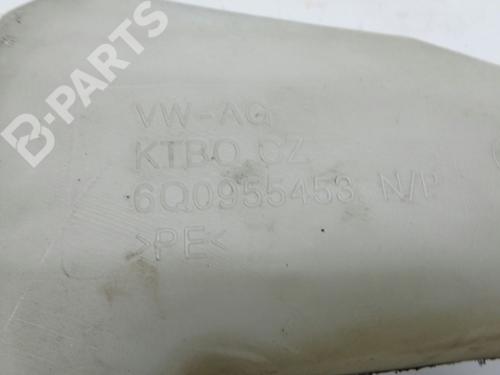 B-PARTS
VW-AG
KTBO CZ
6Q0955453 N/P
>PE<